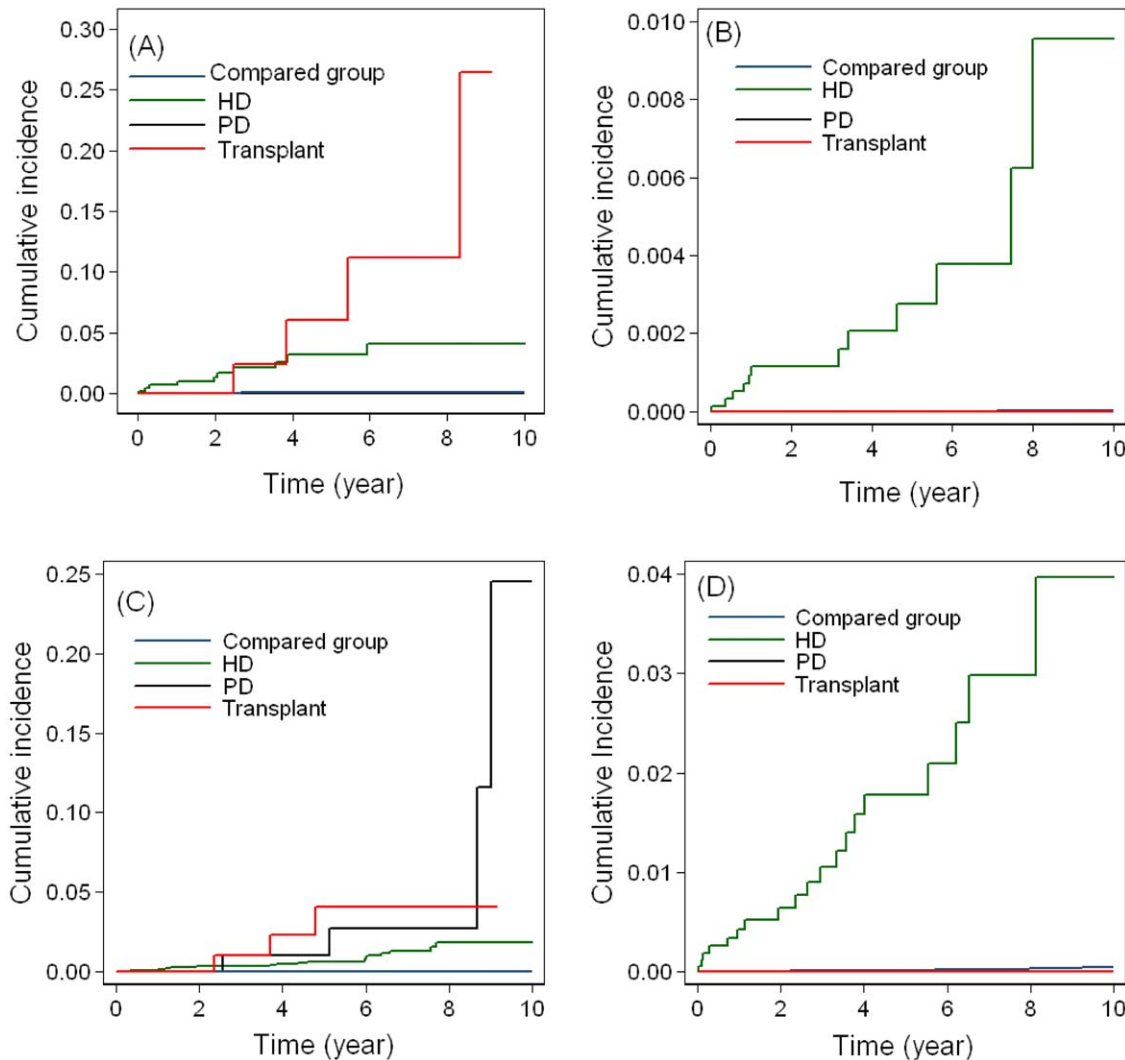 (A)
Compared group
HD
PD
Transplant
0.30
0.25
0.20
0.15
0.10
0.05
0.00
Cumulative incidence
0 2 4 6 8 10
Time (year)
(B)
Compared group
HD
PD
Transplant
0.010
0.008
0.006
0.004
0.002
0.000
Cumulative incidence
0 2 4 6 8 10
Time (year)
(C)
Compared group
HD
PD
Transplant
0.25
0.20
0.15
0.10
0.05
0.00
Cumulative incidence
0 2 4 6 8 10
Time (year)
(D)
Compared group
HD
PD
Transplant
0.04
0.03
0.02
0.01
0.00
Cumulative Incidence
0 2 4 6 8 10
Time (year)